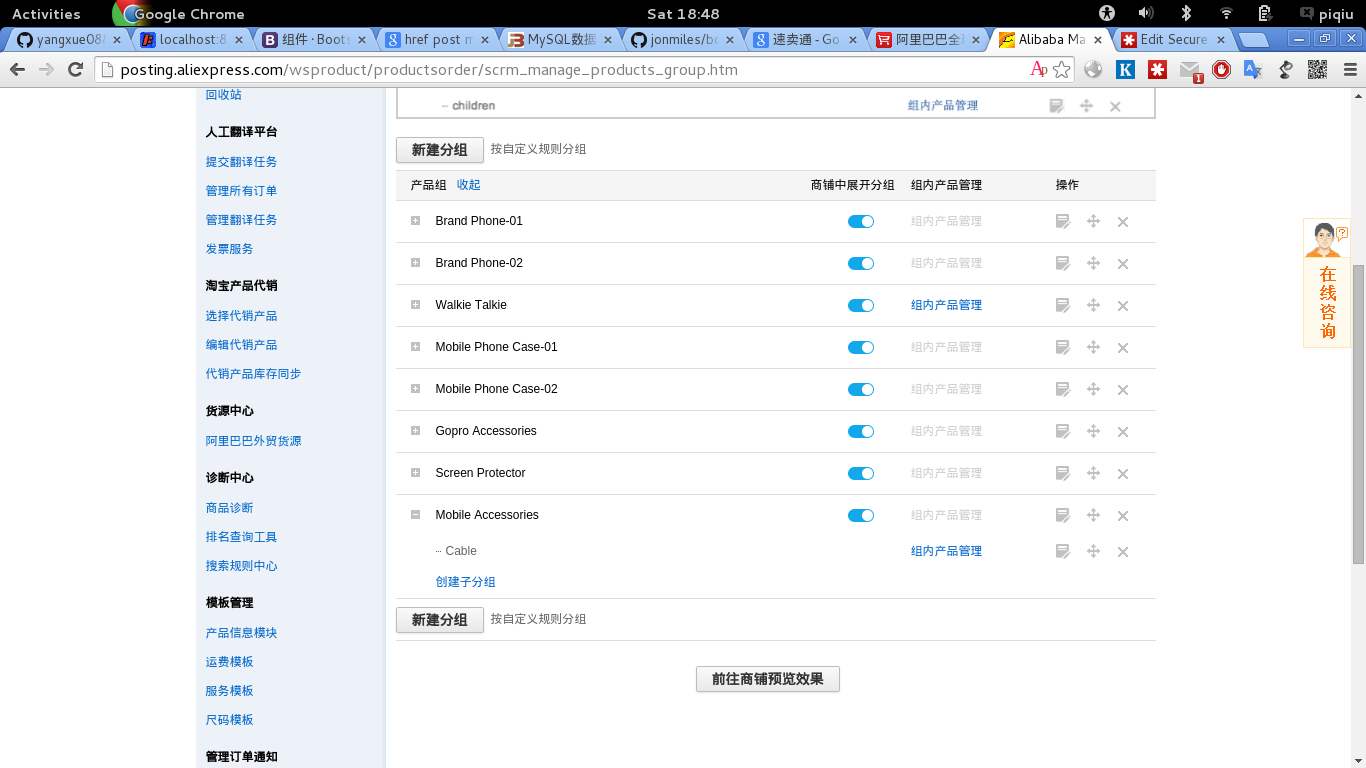 Activities Google Chrome Sat 18:48 piqiu
yangxue08 localhost:8 组件 · Boots href post m MySQL数据 jonmiles/bo 速卖通 - Go 阿里巴巴全 Alibaba Ma Edit Secure
posting.aliexpress.com/wsproduct/productsorder/scrm_manage_products_group.htm
1
回收站
人工翻译平台
提交翻译任务
管理所有订单
管理翻译任务
发票服务
淘宝产品代销
选择代销产品
编辑代销产品
代销产品库存同步
货源中心
阿里巴巴外贸货源
诊断中心
商品诊断
排名查询工具
搜索规则中心
模板管理
产品信息模块
运费模板
服务模板
尺码模板
管理订单通知
children 组内产品管理
新建分组 按自定义规则分组
产品组 收起 商铺中展开分组 组内产品管理 操作
Brand Phone-01 组内产品管理
Brand Phone-02 组内产品管理
Walkie Talkie 组内产品管理
Mobile Phone Case-01 组内产品管理
Mobile Phone Case-02 组内产品管理
Gopro Accessories 组内产品管理
Screen Protector 组内产品管理
Mobile Accessories 组内产品管理
Cable 组内产品管理
创建子分组
新建分组 按自定义规则分组
前往商铺预览效果
在线咨询